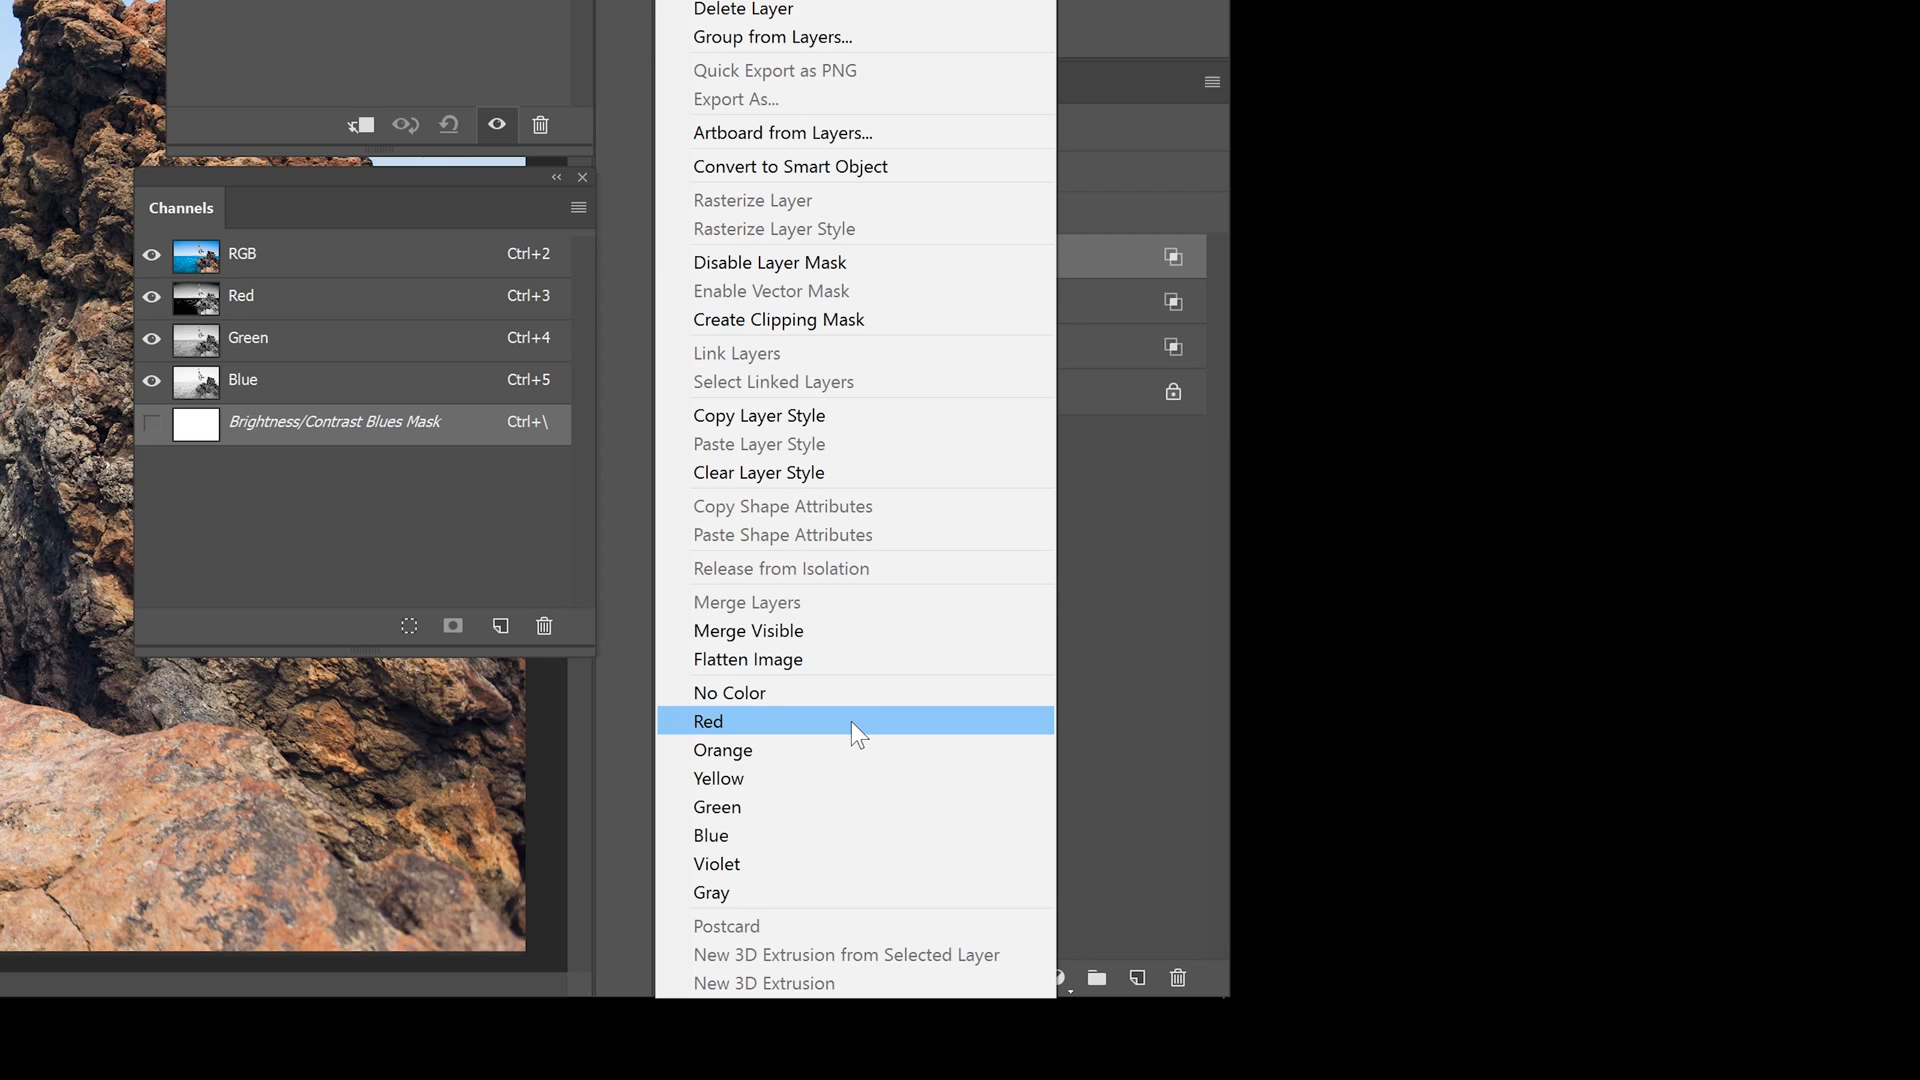 Delete Layer
Group from Layers...
Quick Export as PNG
Export As...
Artboard from Layers...
Convert to Smart Object
Rasterize Layer
Rasterize Layer Style
Disable Layer Mask
Enable Vector Mask
Create Clipping Mask
Link Layers
Select Linked Layers
Copy Layer Style
Paste Layer Style
Clear Layer Style
Copy Shape Attributes
Paste Shape Attributes
Release from Isolation
Merge Layers
Merge Visible
Flatten Image
No Color
Red
Orange
Yellow
Green
Blue
Violet
Gray
Postcard
New 3D Extrusion from Selected Layer
New 3D Extrusion
Channels
RGB Ctrl+2
Red Ctrl+3
Green Ctrl+4
Blue Ctrl+5
Brightness/Contrast Blues Mask Ctrl+\